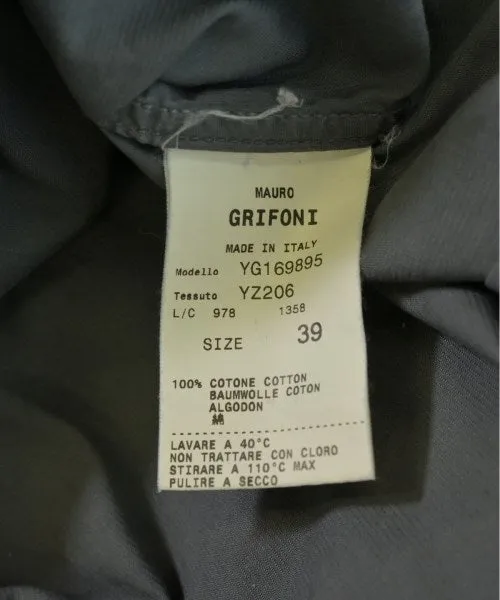 MAURO
GRIFONI
MADE IN ITALY
Modello YG169895
Tessuto YZ206
L/C 978 1358
SIZE 39
100% COTONE COTTON
BAUMWOLLE COTON
ALGODON
綿
LAVARE A 40°C
NON TRATTARE CON CLORO
STIRARE A 110°C MAX
PULIRE A SECCO